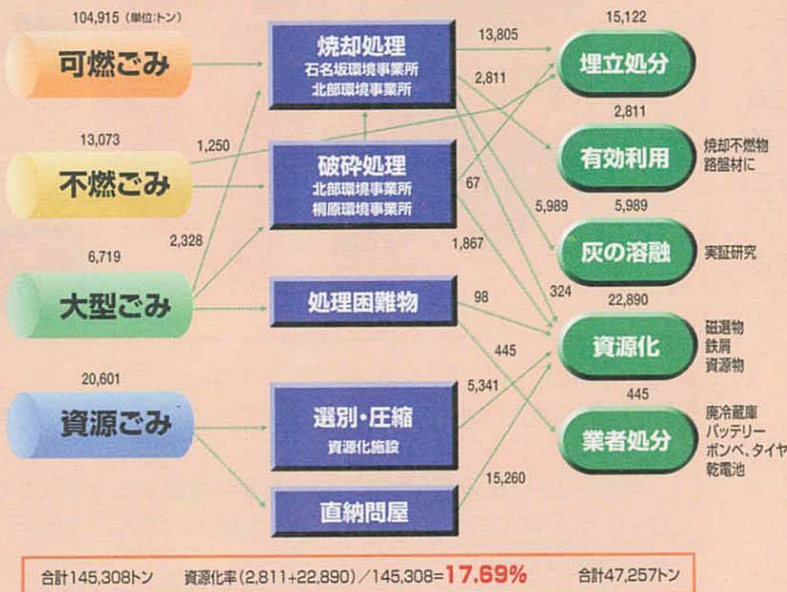 104,915（単位:トン）
可燃ごみ
13,073
不燃ごみ
1,250
6,719
2,328
大型ごみ
20,601
資源ごみ
焼却処理
石名坂環境事業所
北部環境事業所
破砕処理
北部環境事業所
桐原環境事業所
処理困難物
選別・圧縮
資源化施設
直納問屋
13,805
2,811
67
5,989
1,867
324
98
445
5,341
15,260
15,122
埋立処分
2,811
有効利用
焼却不燃物
路盤材に
5,989
灰の溶融
実証研究
22,890
資源化
磁選物
鉄屑
資源物
445
業者処分
廃冷蔵庫
バッテリー
ボンベ、タイヤ
乾電池
合計145,308トン 資源化率(2,811+22,890)／145,308=17.69% 合計47,257トン